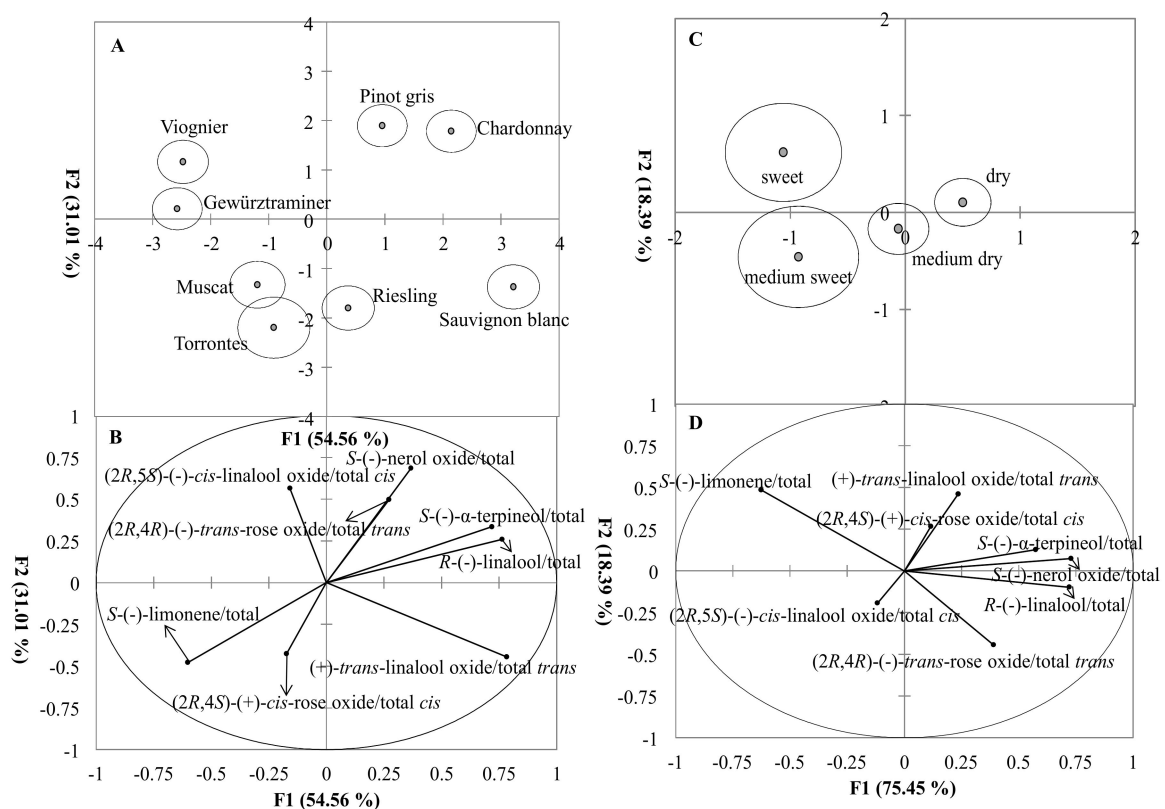 A
4
3
2
1
0
-1
-2
-3
-4
-4
-3
-2
-1
0
1
2
3
4
Pinot gris
Chardonnay
Viognier
Gewürztraminer
Muscat
Riesling
Torrontes
Sauvignon blanc
F2 (31.01 %)
F1 (54.56 %)
C
2
1
0
-1
-2
-1
0
1
2
sweet
dry
medium dry
medium sweet
F2 (18.39 %)
B
1
0.75
0.5
0.25
0
-0.25
-0.5
-0.75
-1
S-(-)-nerol oxide/total
(2R,5S)-(-)-cis-linalool oxide/total cis
(2R,4R)-(-)-trans-rose oxide/total trans
S-(-)-α-terpineol/total
R-(-)-linalool/total
S-(-)-limonene/total
(+)-trans-linalool oxide/total trans
(2R,4S)-(+)-cis-rose oxide/total cis
F2 (31.01 %)
-1
-0.75
-0.5
-0.25
0
0.25
0.5
0.75
1
F1 (54.56 %)
D
1
0.75
0.5
0.25
0
-0.25
-0.5
-0.75
-1
S-(-)-limonene/total
(+)-trans-linalool oxide/total trans
(2R,4S)-(+)-cis-rose oxide/total cis
S-(-)-α-terpineol/total
S-(-)-nerol oxide/total
R-(-)-linalool/total
(2R,5S)-(-)-cis-linalool oxide/total cis
(2R,4R)-(-)-trans-rose oxide/total trans
F2 (18.39 %)
-1
-0.75
-0.5
-0.25
0
0.25
0.5
0.75
1
F1 (75.45 %)